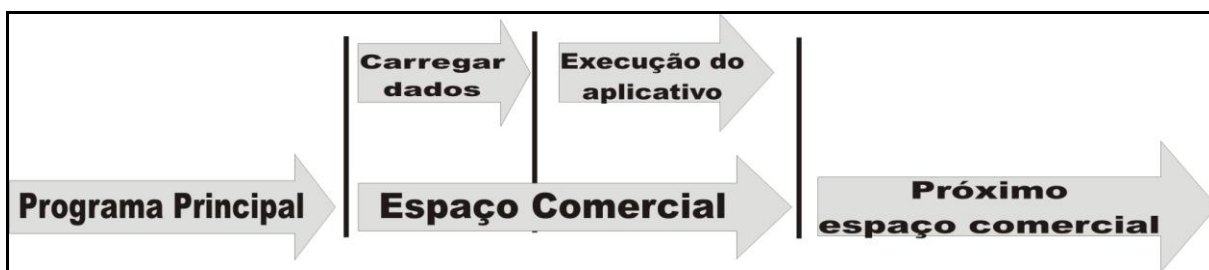 Carregar
dados
Execução do
aplicativo
Programa Principal
Espaço Comercial
Próximo
espaço comercial